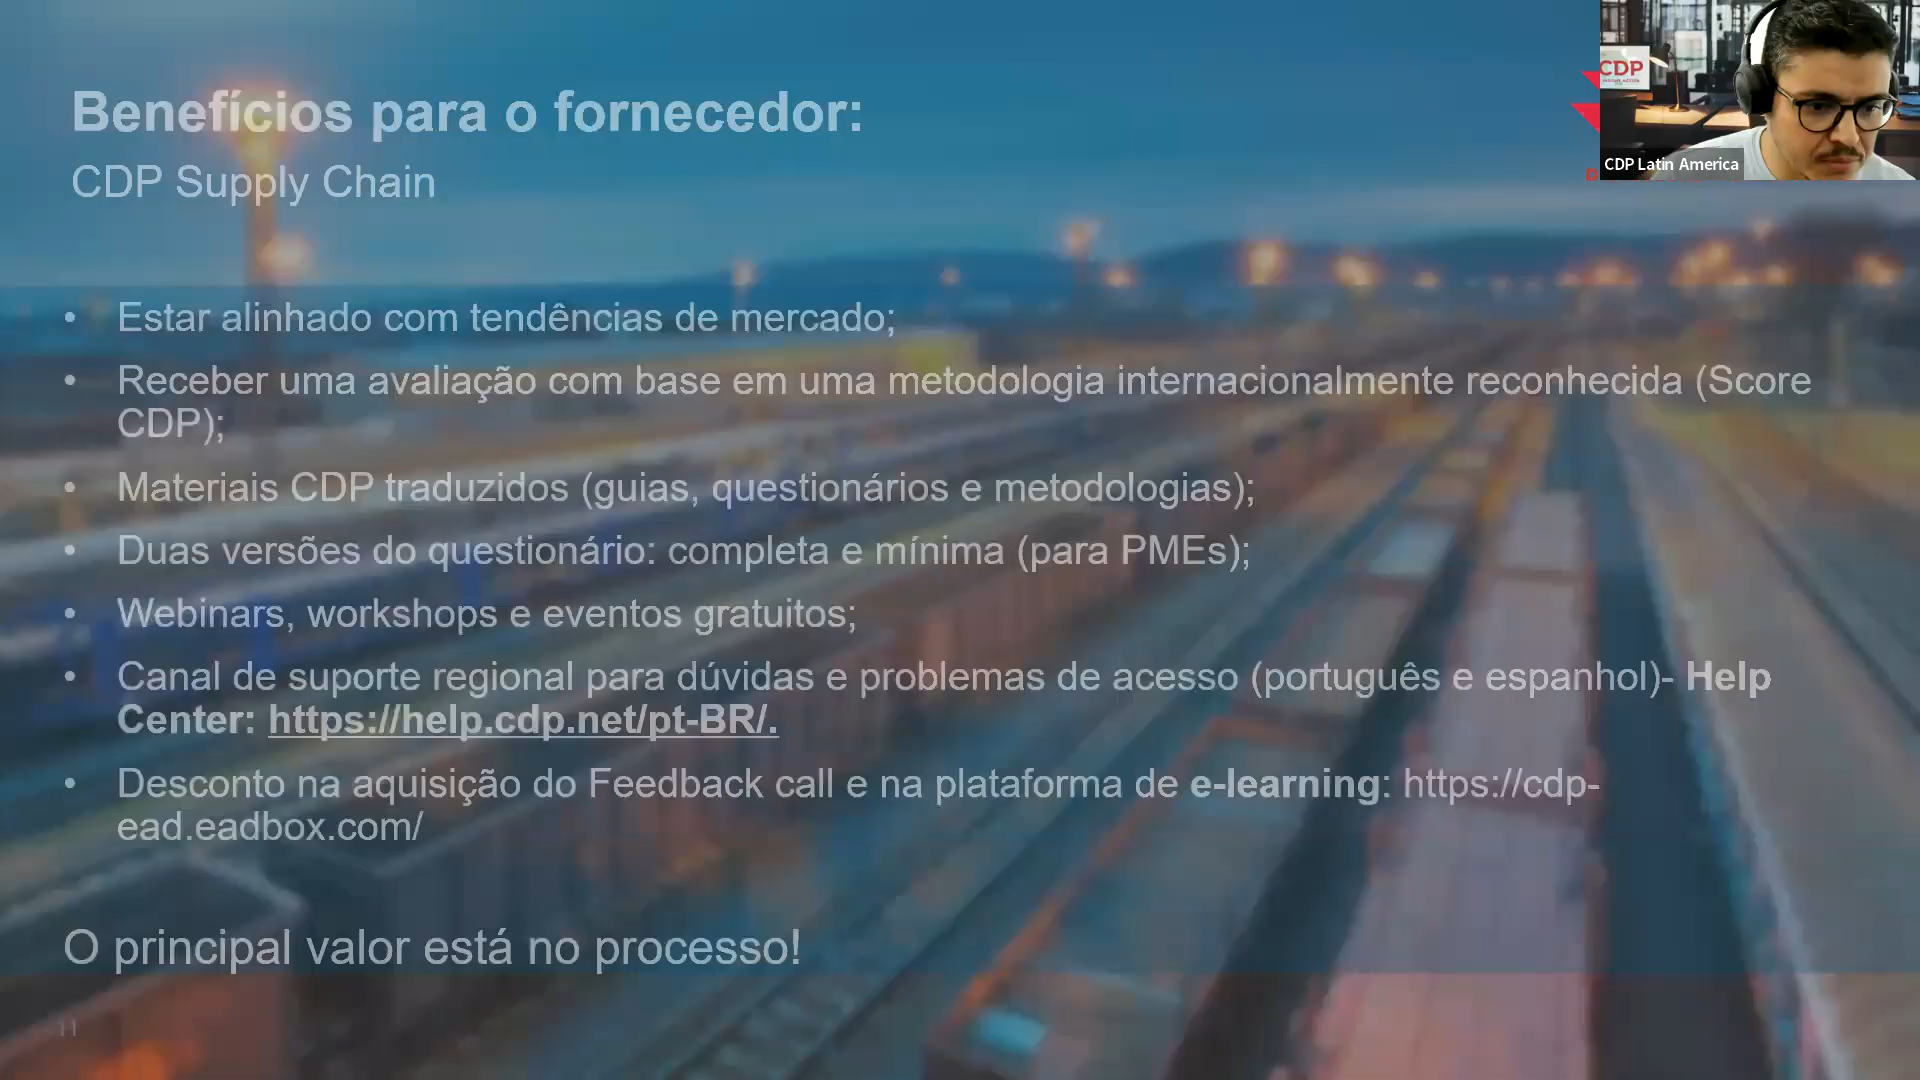 Benefícios para o fornecedor:
CDP Supply Chain
CDP
CDP Latin America
• Estar alinhado com tendências de mercado;
• Receber uma avaliação com base em uma metodologia internacionalmente reconhecida (Score
CDP);
• Materiais CDP traduzidos (guias, questionários e metodologias);
• Duas versões do questionário: completa e mínima (para PMEs);
• Webinars, workshops e eventos gratuitos;
• Canal de suporte regional para dúvidas e problemas de acesso (português e espanhol)- Help
Center: https://help.cdp.net/pt-BR/.
• Desconto na aquisição do Feedback call e na plataforma de e-learning: https://cdp-
ead.eadbox.com/
O principal valor está no processo!
11